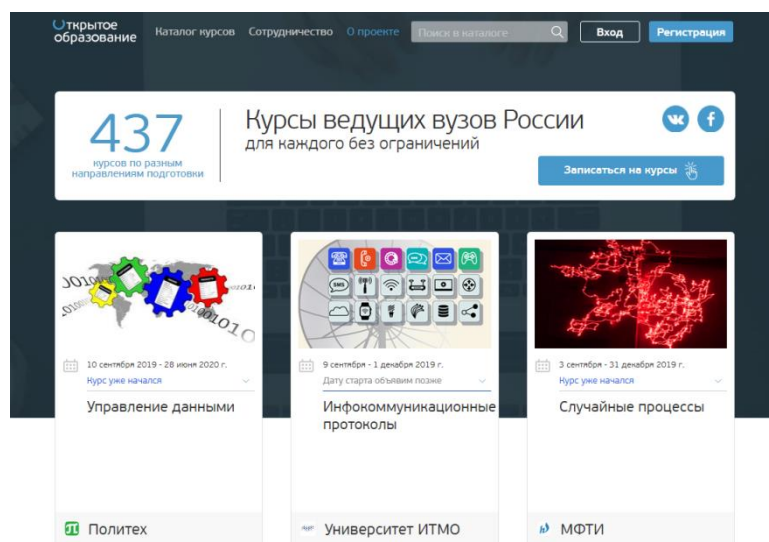 Открытое
образование
Каталог курсов
Сотрудничество
О проекте
Поиск в каталоге
Вход
Регистрация
437
курсов по разным
направлениям подготовки
Курсы ведущих вузов России
для каждого без ограничений
Записаться на курсы
10 сентября 2019 - 28 июня 2020 г.
Курс уже начался
Управление данными
Политех
SMS
9 сентября - 1 декабря 2019 г.
Дату старта объявим позже
Инфокоммуникационные
протоколы
Университет ИТМО
3 сентября - 31 декабря 2019 г.
Курс уже начался
Случайные процессы
МФТИ